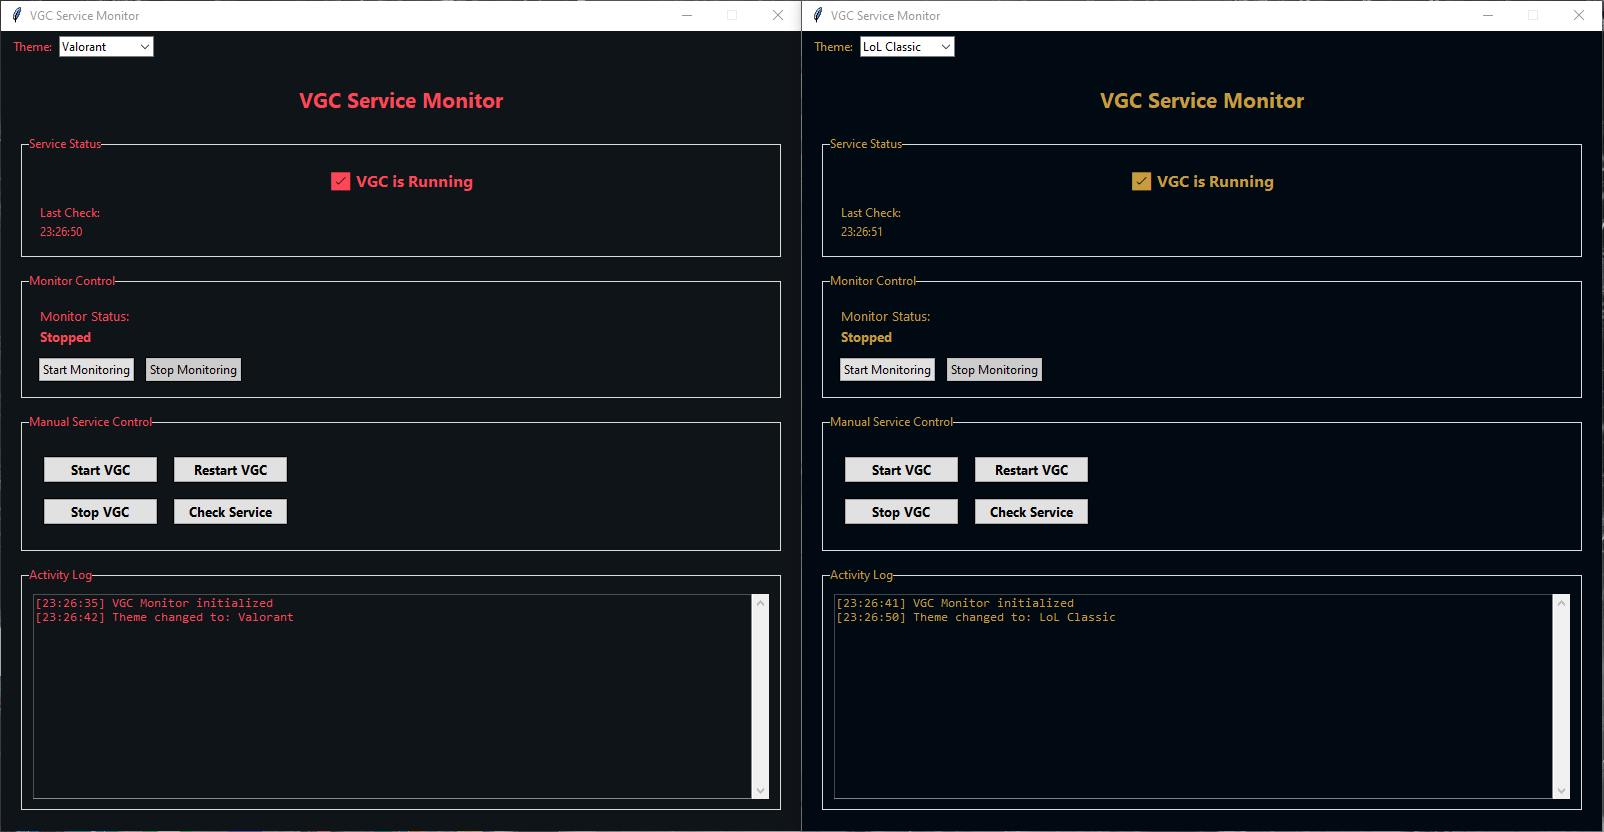 VGC Service Monitor
Theme: Valorant
VGC Service Monitor
Service Status
VGC is Running
Last Check:
23:26:50
Monitor Control
Monitor Status:
Stopped
Start Monitoring Stop Monitoring
Manual Service Control
Start VGC Restart VGC
Stop VGC Check Service
Activity Log
[23:26:35] VGC Monitor initialized
[23:26:42] Theme changed to: Valorant
VGC Service Monitor
Theme: LoL Classic
VGC Service Monitor
Service Status
VGC is Running
Last Check:
23:26:51
Monitor Control
Monitor Status:
Stopped
Start Monitoring Stop Monitoring
Manual Service Control
Start VGC Restart VGC
Stop VGC Check Service
Activity Log
[23:26:41] VGC Monitor initialized
[23:26:50] Theme changed to: LoL Classic